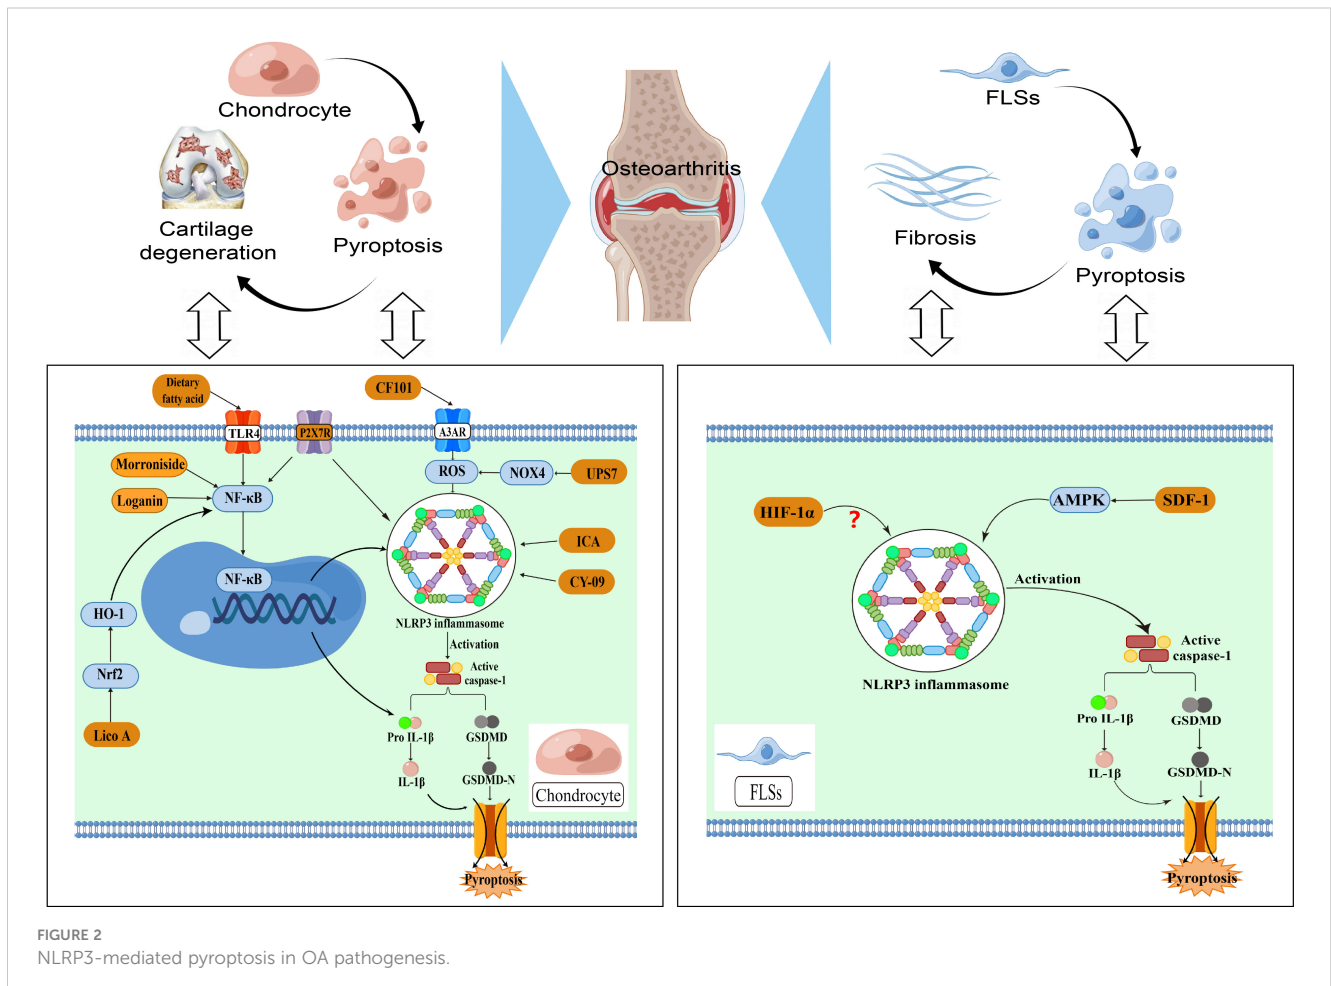 Chondrocyte
Cartilage
degeneration
Pyroptosis
Osteoarthritis
FLSs
Fibrosis
Pyroptosis
Dietary
fatty acid
CF101
TLR4
P2X7R
A3AR
Morroniside
Loganin
NF-κB
ROS
NOX4
UPS7
ICA
CY-09
NF-κB
HO-1
Nrf2
Lico A
NLRP3 inflammasome
Activation
Active
caspase-1
Pro IL-1β
GSDMD
IL-1β
GSDMD-N
Chondrocyte
Pyroptosis
HIF-1α
?
AMPK
SDF-1
Activation
NLRP3 inflammasome
Active
caspase-1
Pro IL-1β
GSDMD
IL-1β
GSDMD-N
FLSs
Pyroptosis
FIGURE 2
NLRP3-mediated pyroptosis in OA pathogenesis.